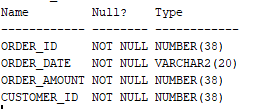 Name Null? Type
------------ -------- ------------
ORDER_ID NOT NULL NUMBER(38)
ORDER_DATE NOT NULL VARCHAR2(20)
ORDER_AMOUNT NOT NULL NUMBER(38)
CUSTOMER_ID NOT NULL NUMBER(38)